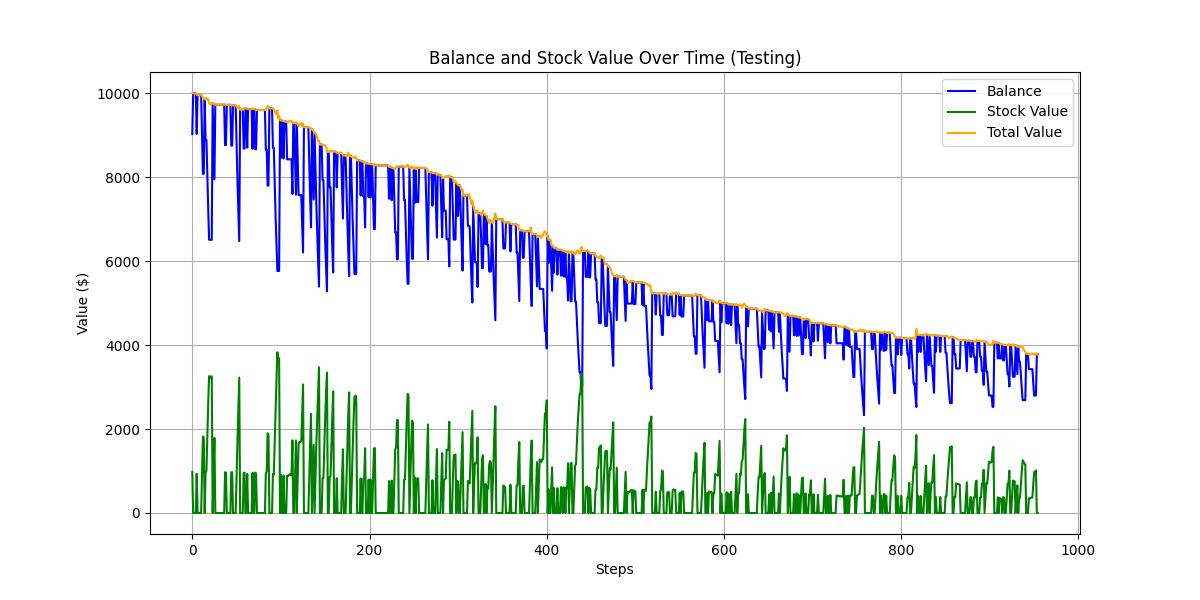 Balance and Stock Value Over Time (Testing)
Balance
Stock Value
Total Value
Value ($)
10000
8000
6000
4000
2000
0
0 200 400 600 800 1000
Steps